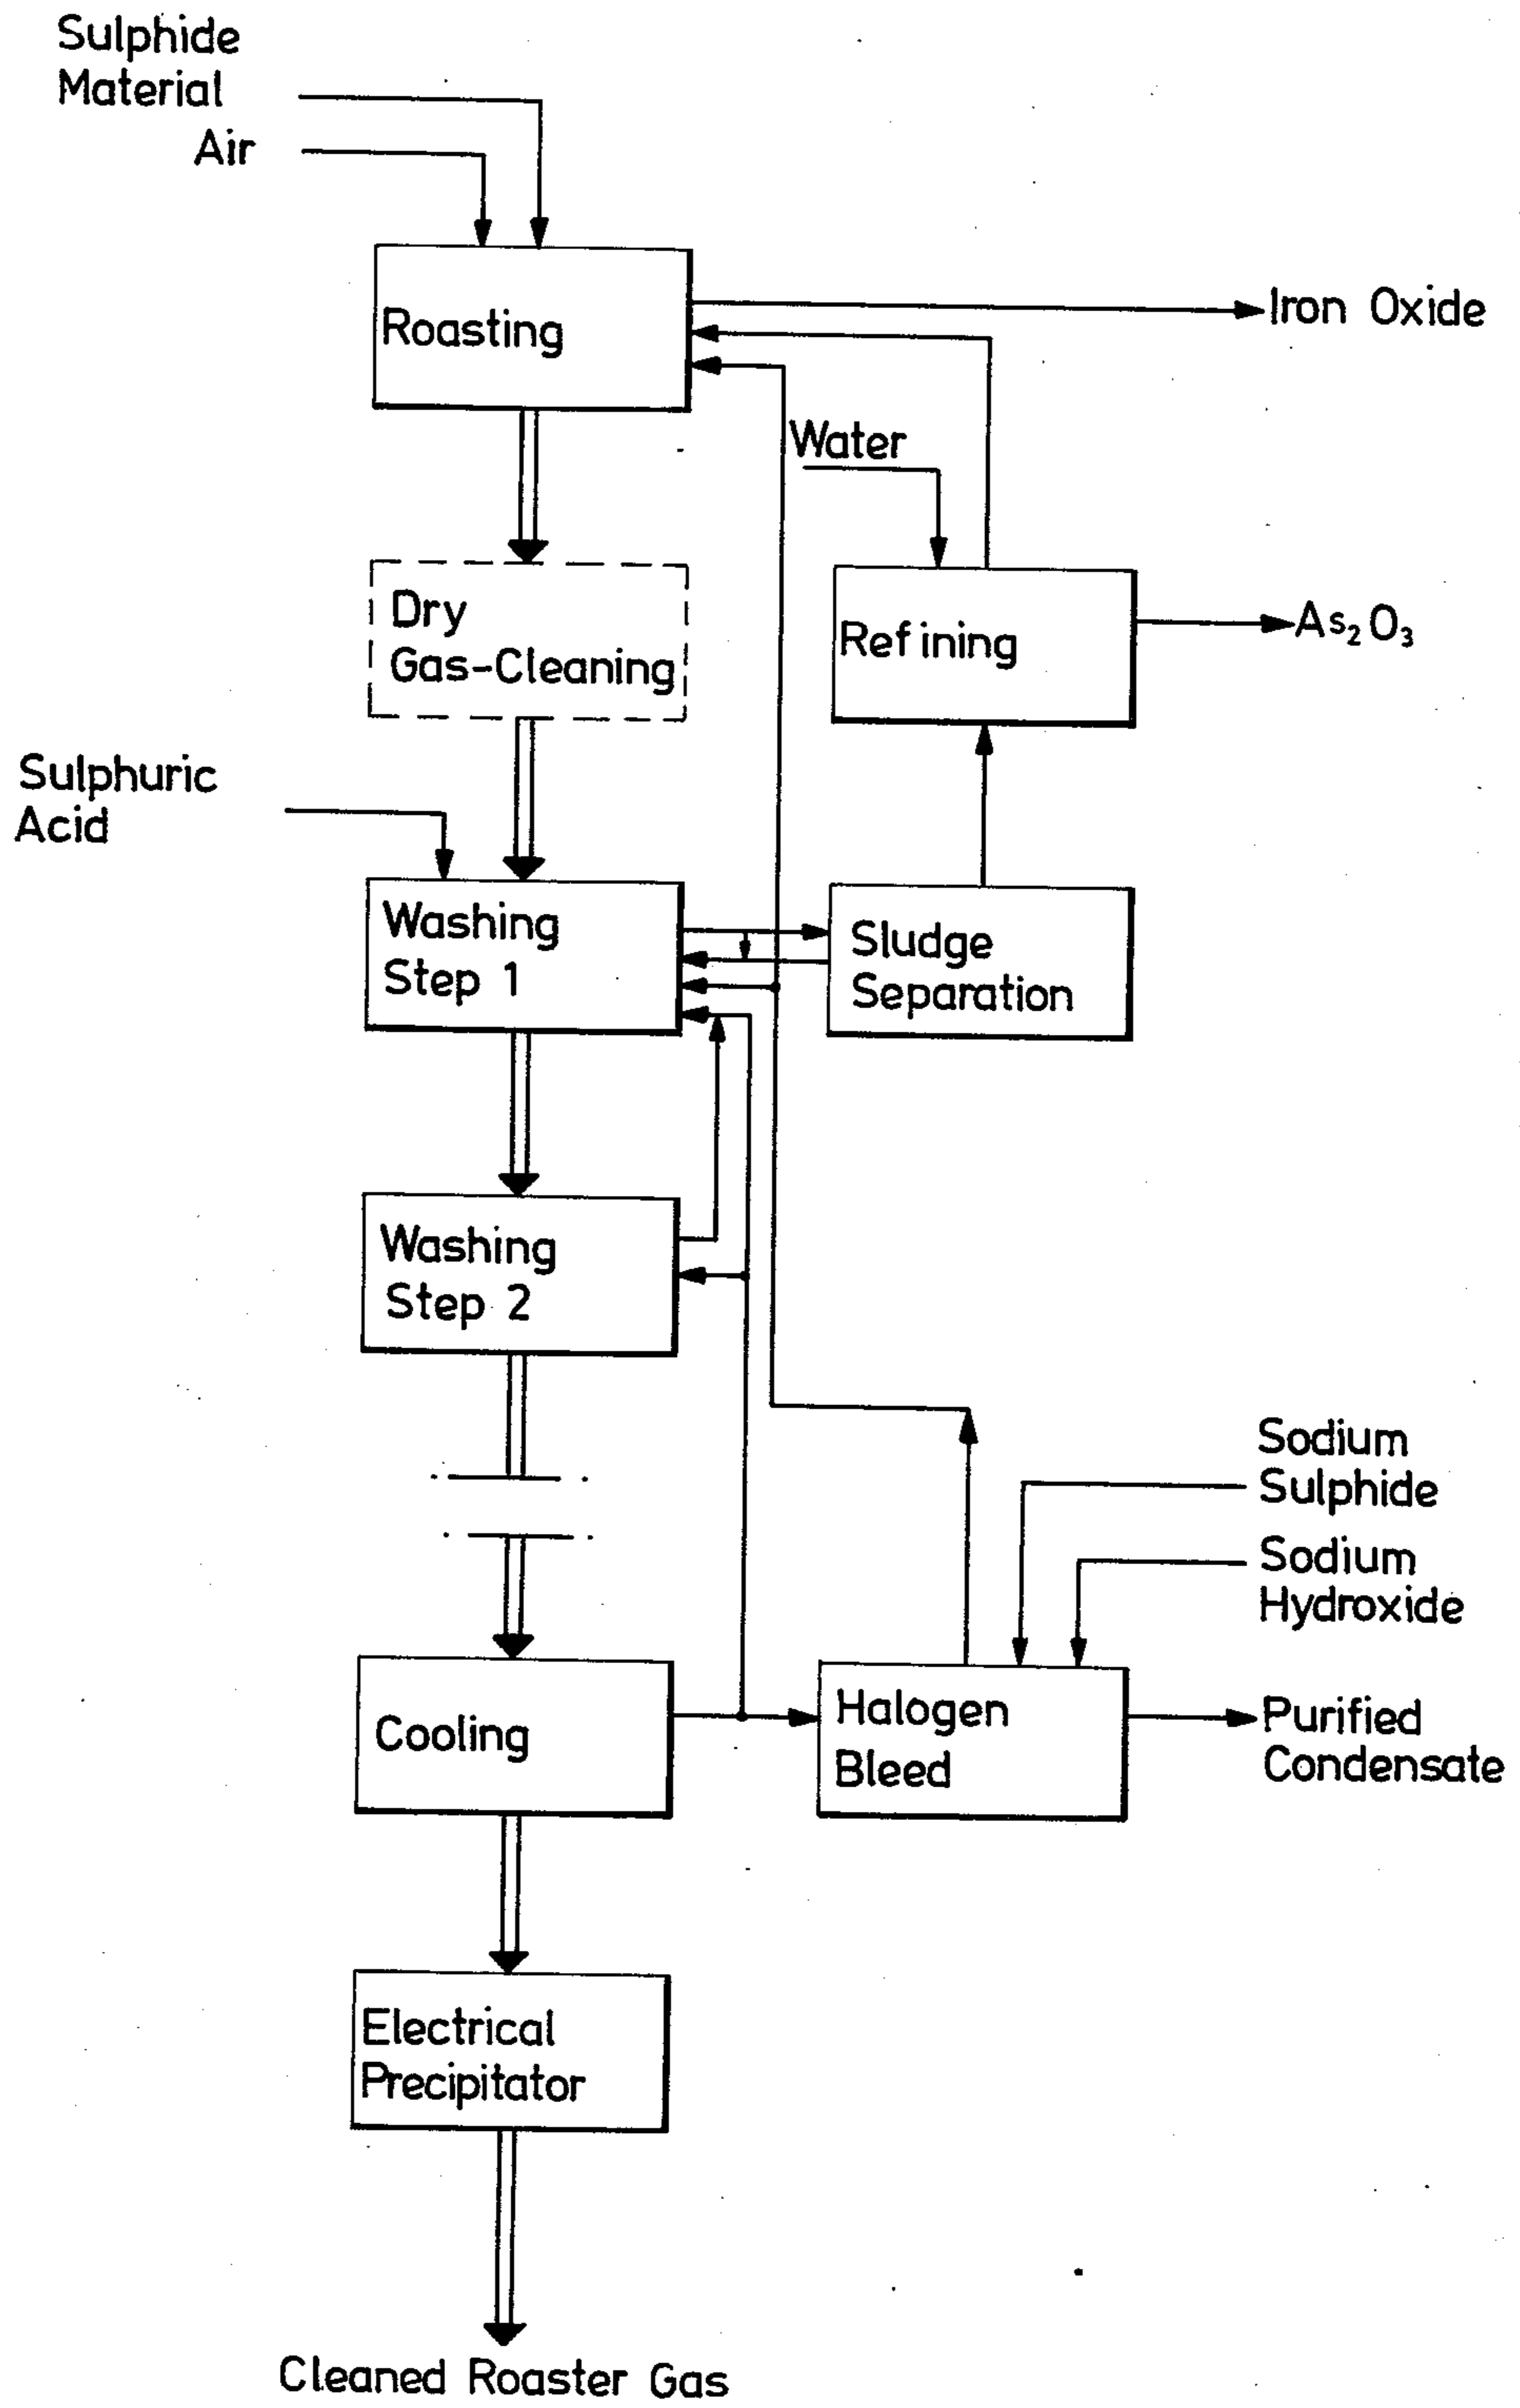 Sulphide
Material
Air
Roasting
Iron Oxide
Water
Dry
Gas-Cleaning
Refining
As₂O₃
Sulphuric
Acid
Washing
Step 1
Sludge
Separation
Washing
Step 2
Sodium
Sulphide
Sodium
Hydroxide
Cooling
Halogen
Bleed
Purified
Condensate
Electrical
Precipitator
Cleaned Roaster Gas